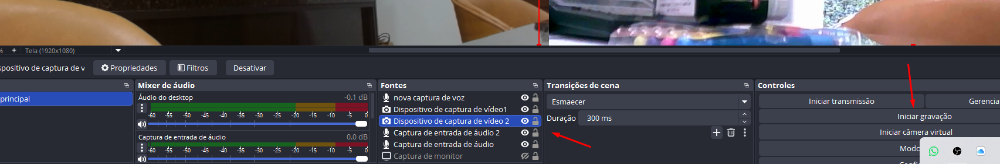 %
Tela (1920x1080)
spositivo de captura de v
Propriedades
Filtros
Desativar
principal
Mixer de áudio
Áudio do desktop
-0.1 dB
-60 -55 -50 -45 -40 -35 -30 -25 -20 -15 -10 -5 0
Captura de entrada de áudio
0.0 dB
-60 -55 -50 -45 -40 -35 -30 -25 -20 -15 -10 -5 0
Fontes
nova captura de voz
Dispositivo de captura de vídeo1
Dispositivo de captura de vídeo 2
Captura de entrada de áudio 2
Captura de entrada de áudio
Captura de monitor
Transições de cena
Esmaecer
Duração
300 ms
Controles
Iniciar transmissão
Gerencia
Iniciar gravação
Iniciar câmera virtual
Modo